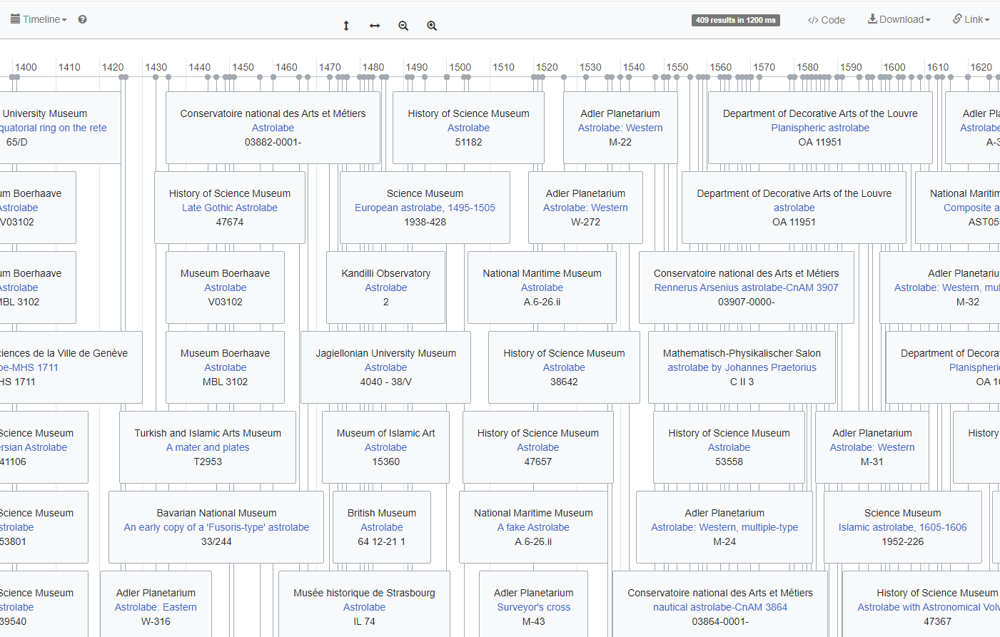 Timeline
409 results in 1200 ms
</> Code
Download
Link
1400 1410 1420 1430 1440 1450 1460 1470 1480 1490 1500 1510 1520 1530 1540 1550 1560 1570 1580 1590 1600 1610 1620
University Museum
quatorial ring on the rete
65/D
Conservatoire national des Arts et Métiers
Astrolabe
03882-0001-
History of Science Museum
Astrolabe
51182
Adler Planetarium
Astrolabe: Western
M-22
Department of Decorative Arts of the Louvre
Planispheric astrolabe
OA 11951
Adler Pla
Astrolabe
A-3
um Boerhaave
Astrolabe
V03102
History of Science Museum
Late Gothic Astrolabe
47674
Science Museum
European astrolabe, 1495-1505
1938-428
Adler Planetarium
Astrolabe: Western
W-272
Department of Decorative Arts of the Louvre
astrolabe
OA 11951
National Maritim
Composite a
AST05
um Boerhaave
Astrolabe
MBL 3102
Museum Boerhaave
Astrolabe
V03102
Kandilli Observatory
Astrolabe
2
National Maritime Museum
Astrolabe
A.6-26.ii
Conservatoire national des Arts et Métiers
Rennerus Arsenius astrolabe-CnAM 3907
03907-0000-
Adler Planetariu
Astrolabe: Western, mul
M-32
ciences de la Ville de Genève
be-MHS 1711
HS 1711
Museum Boerhaave
Astrolabe
MBL 3102
Jagiellonian University Museum
Astrolabe
4040 - 38/V
History of Science Museum
Astrolabe
38642
Mathematisch-Physikalischer Salon
astrolabe by Johannes Praetorius
C II 3
Department of Decorat
Planispheric
OA 10
Science Museum
ersian Astrolabe
41106
Turkish and Islamic Arts Museum
A mater and plates
T2953
Museum of Islamic Art
Astrolabe
15360
History of Science Museum
Astrolabe
47657
History of Science Museum
Astrolabe
53558
Adler Planetarium
Astrolabe: Western
M-31
History
Science Museum
strolabe
53801
Bavarian National Museum
An early copy of a 'Fusoris-type' astrolabe
33/244
British Museum
Astrolabe
64 12-21 1
National Maritime Museum
A fake Astrolabe
A.6-26.ii
Adler Planetarium
Astrolabe: Western, multiple-type
M-24
Science Museum
Islamic astrolabe, 1605-1606
1952-226
Science Museum
strolabe
39540
Adler Planetarium
Astrolabe: Eastern
W-316
Musée historique de Strasbourg
Astrolabe
IL 74
Adler Planetarium
Surveyor's cross
M-43
Conservatoire national des Arts et Métiers
nautical astrolabe-CnAM 3864
03864-0001-
History of Science Museum
Astrolabe with Astronomical Volv
47367